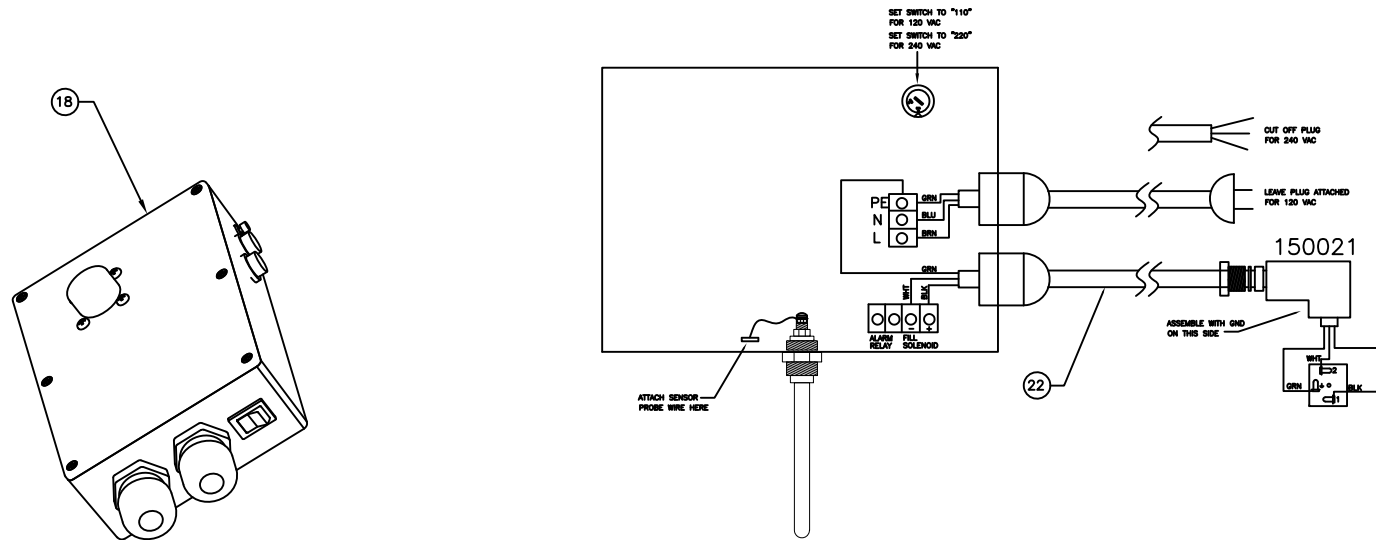 SET SWITCH TO "110"
FOR 120 VAC
SET SWITCH TO "220"
FOR 240 VAC
18
CUT OFF PLUG
FOR 240 VAC
PE
N
L
GRN
BLU
BRN
LEAVE PLUG ATTACHED
FOR 120 VAC
150021
GRN
WHT
BLK
- +
ALARM
RELAY
FILL
SOLENOID
ASSEMBLE WITH GND
ON THIS SIDE
22
ATTACH SENSOR
PROBE WIRE HERE
WHT
2
GRN
BLK
1